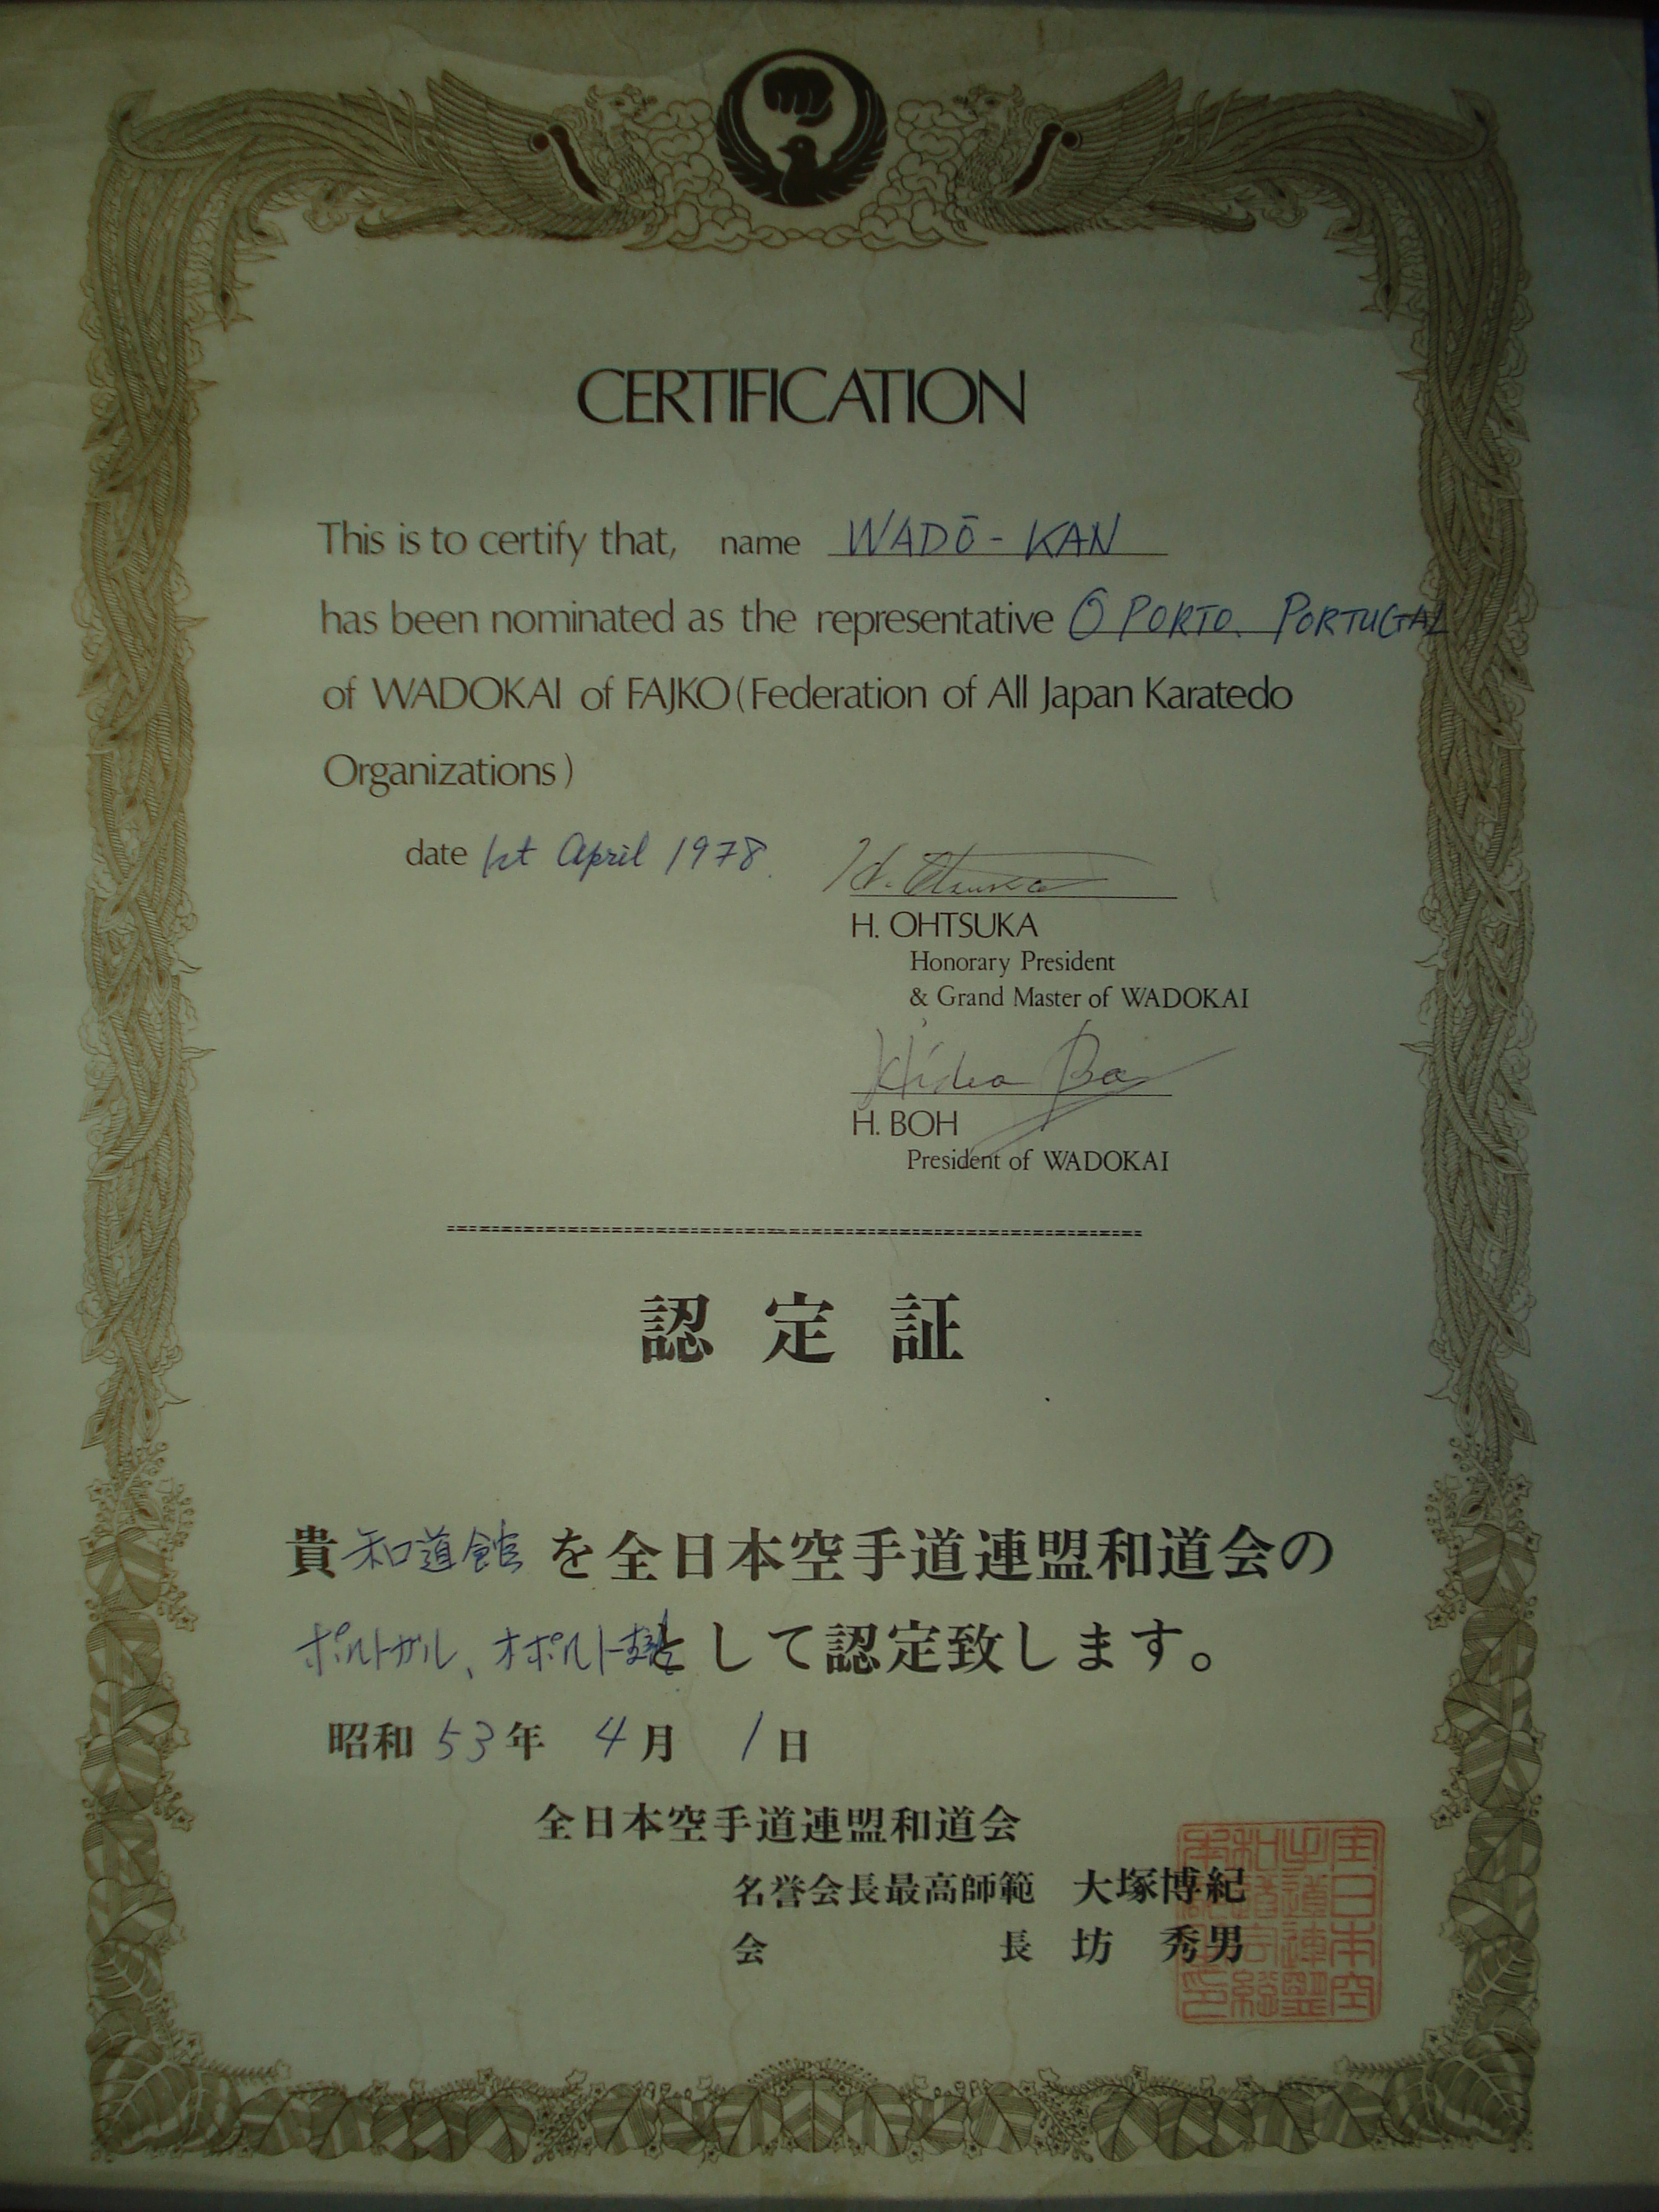 CERTIFICATION
This is to certify that, name WADŌ-KAN
has been nominated as the representative OPORTO. PORTUGAL
of WADOKAI of FAJKO (Federation of All Japan Karatedo
Organizations)
date 1st April 1978.
H. Ohtsuka
H. OHTSUKA
Honorary President
& Grand Master of WADOKAI
Hideo Bo
H. BOH
President of WADOKAI
認定証
貴和道館を全日本空手道連盟和道会の
ポルトガル、オポルトとして認定致します。
昭和53年 4月 1日
全日本空手道連盟和道会
名誉会長最高師範 大塚博紀
会長 坊 秀男